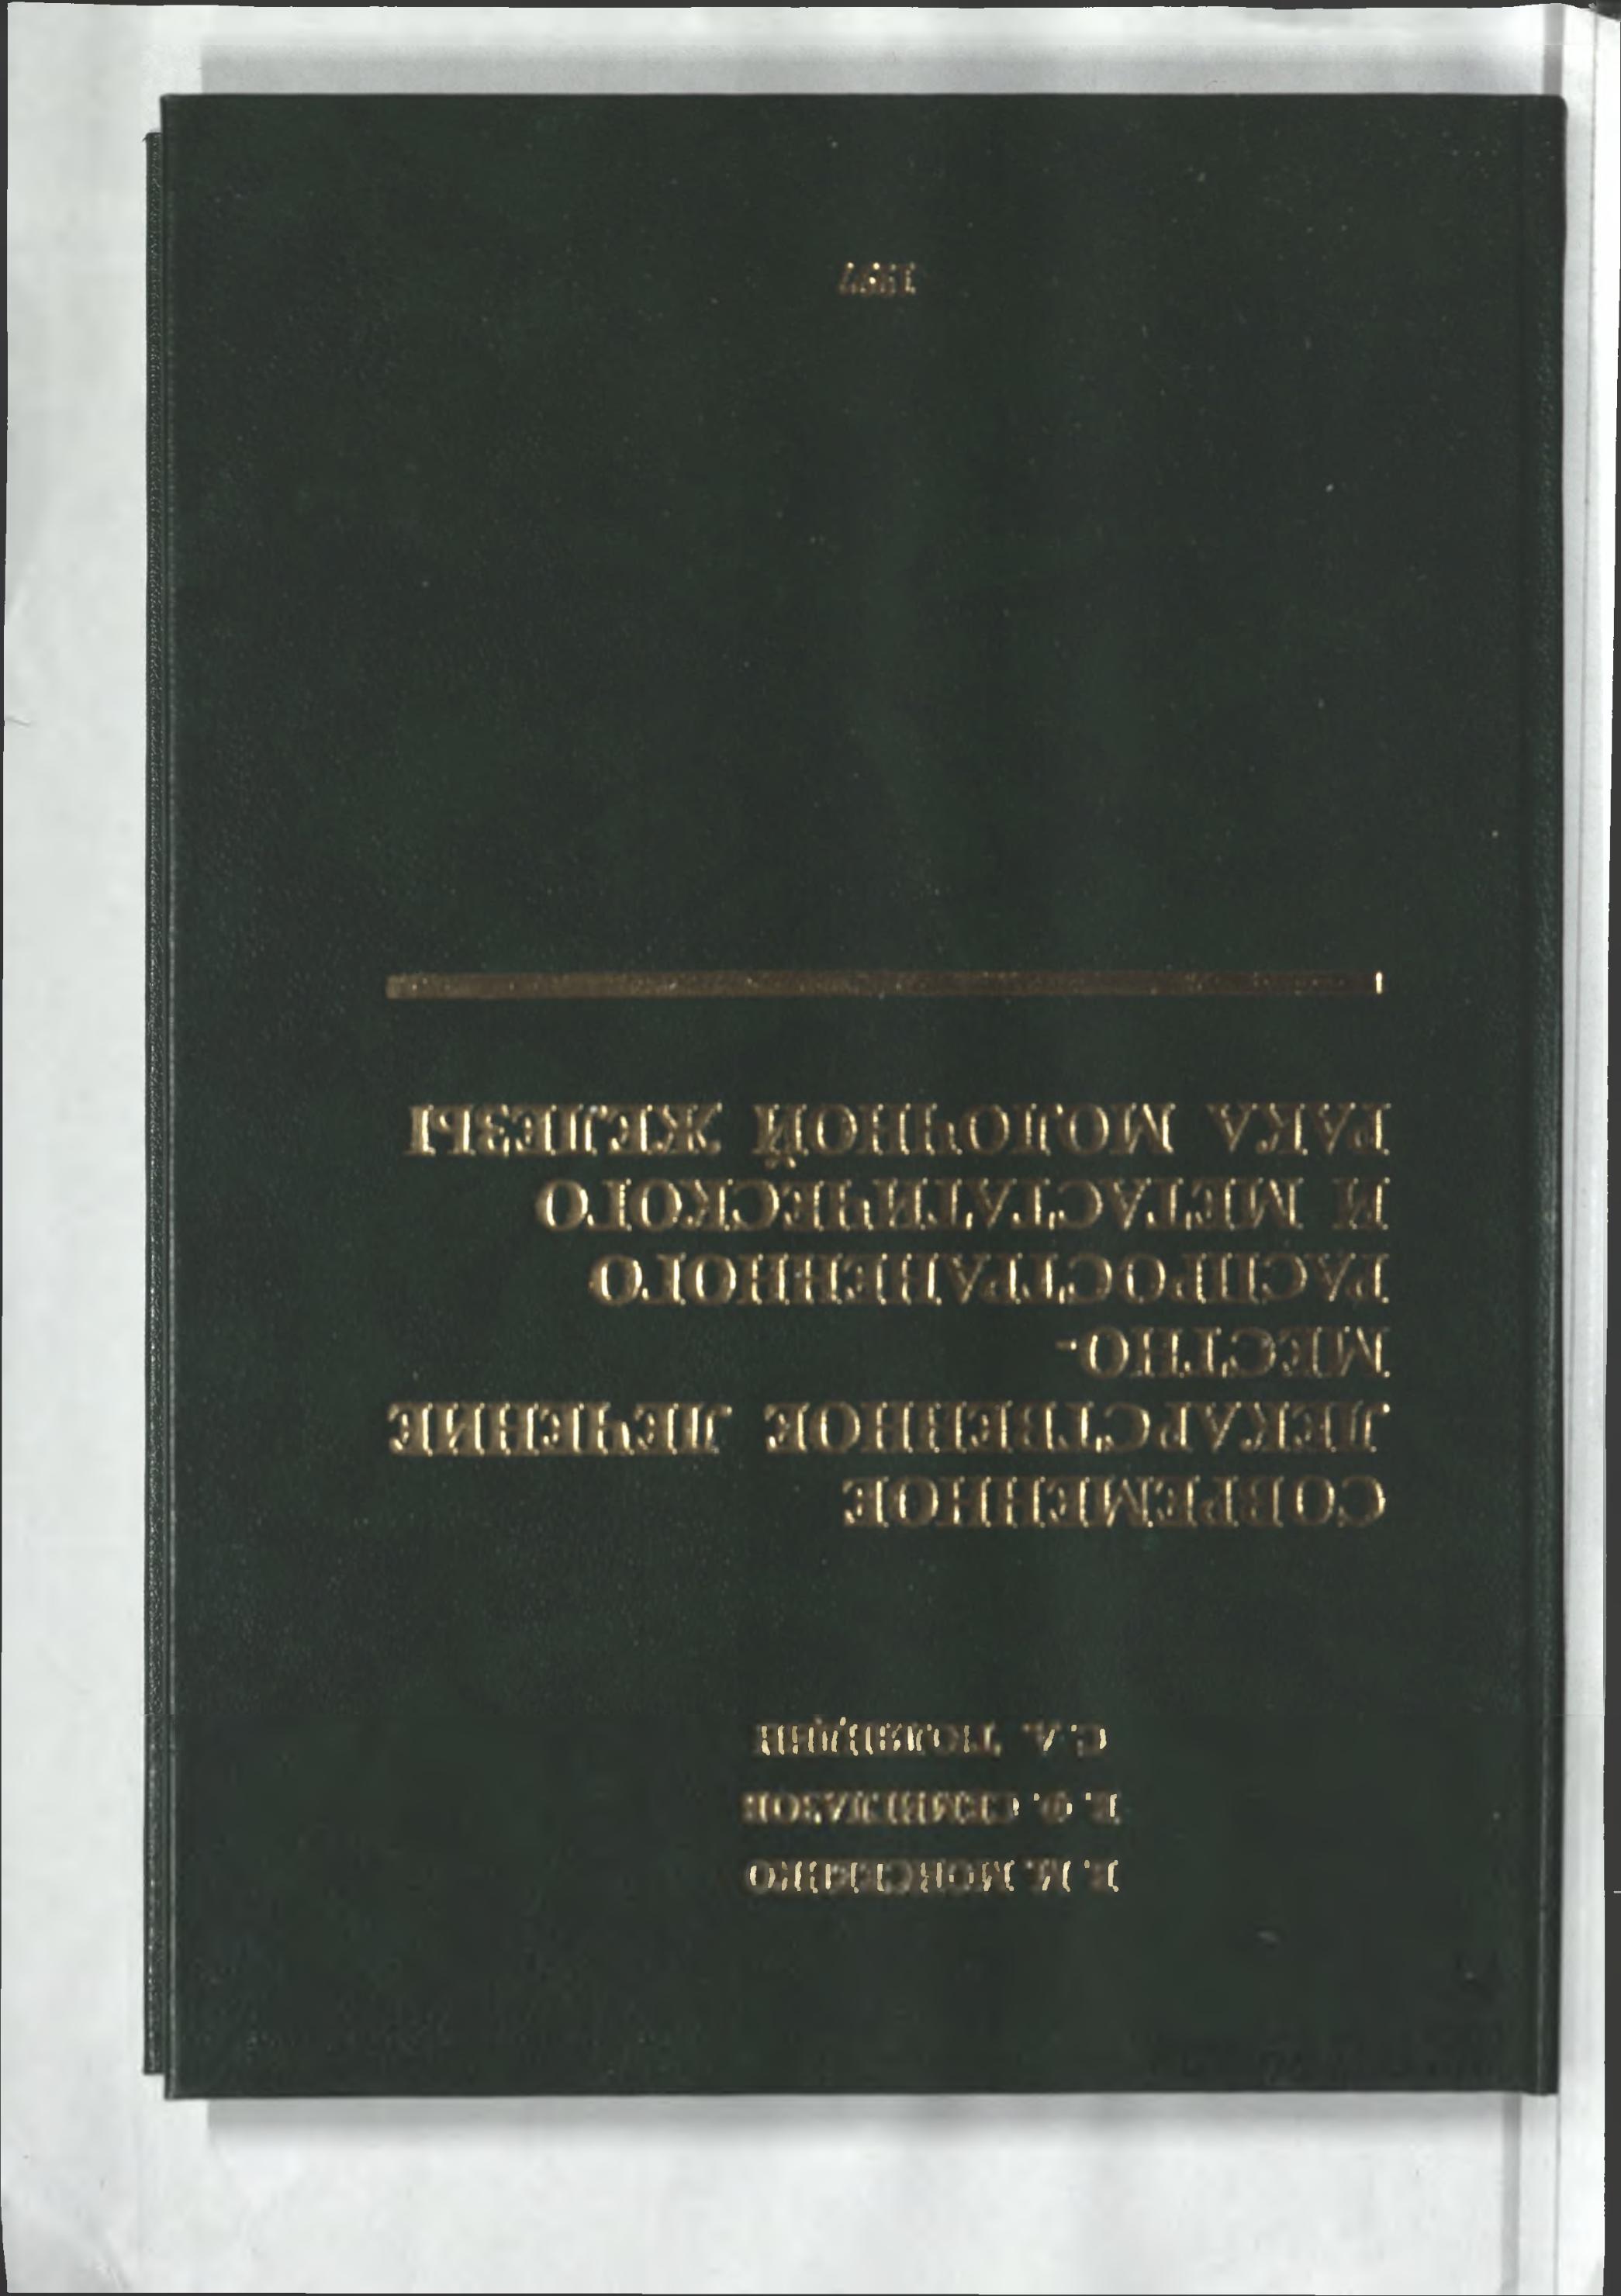 В. М. МОИСЕЕНКО
В. Ф. СЕМИГЛАЗОВ
С. А. ТЮЛЯНДИН
СОВРЕМЕННОЕ
ЛЕКАРСТВЕННОЕ ЛЕЧЕНИЕ
МЕСТНО-
РАСПРОСТРАНЕННОГО
И МЕТАСТАТИЧЕСКОГО
РАКА МОЛОЧНОЙ ЖЕЛЕЗЫ
1997